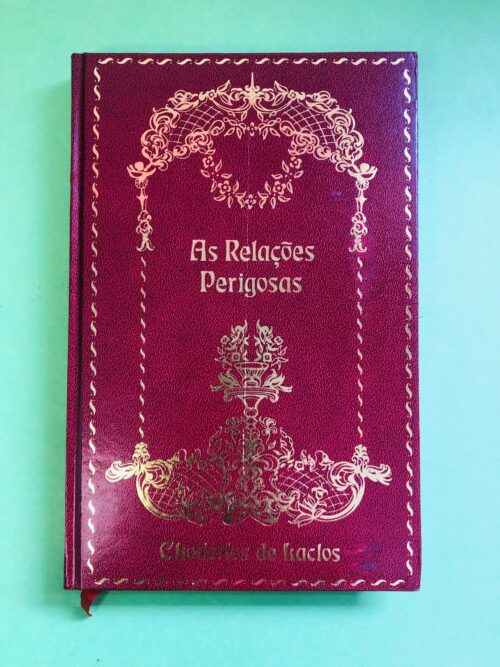 As Relações
Perigosas
Choderlos de Laclos